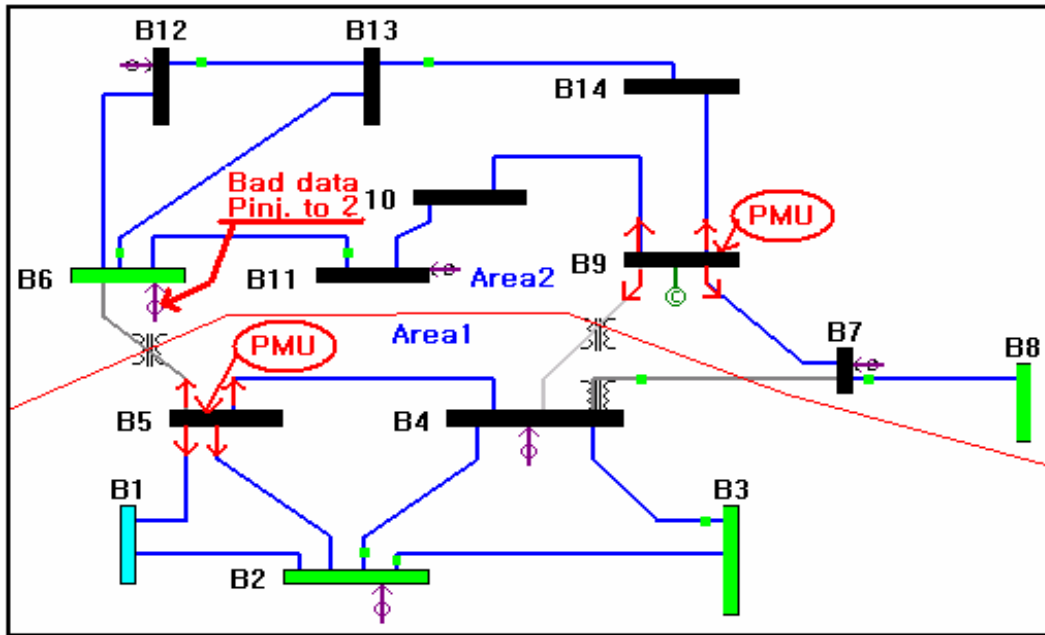 B12
B13
B14
Bad data
Pinj. to 2
10
PMU
B6
B11
Area2
B9
©
Area1
PMU
B7
B8
B5
B4
B1
B3
B2